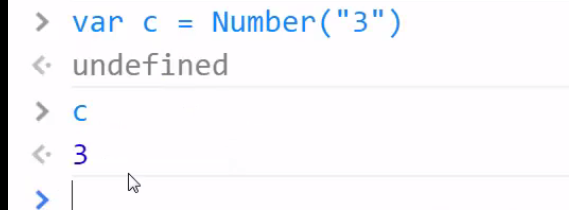 > var c = Number("3")
<· undefined
> c
<· 3
>